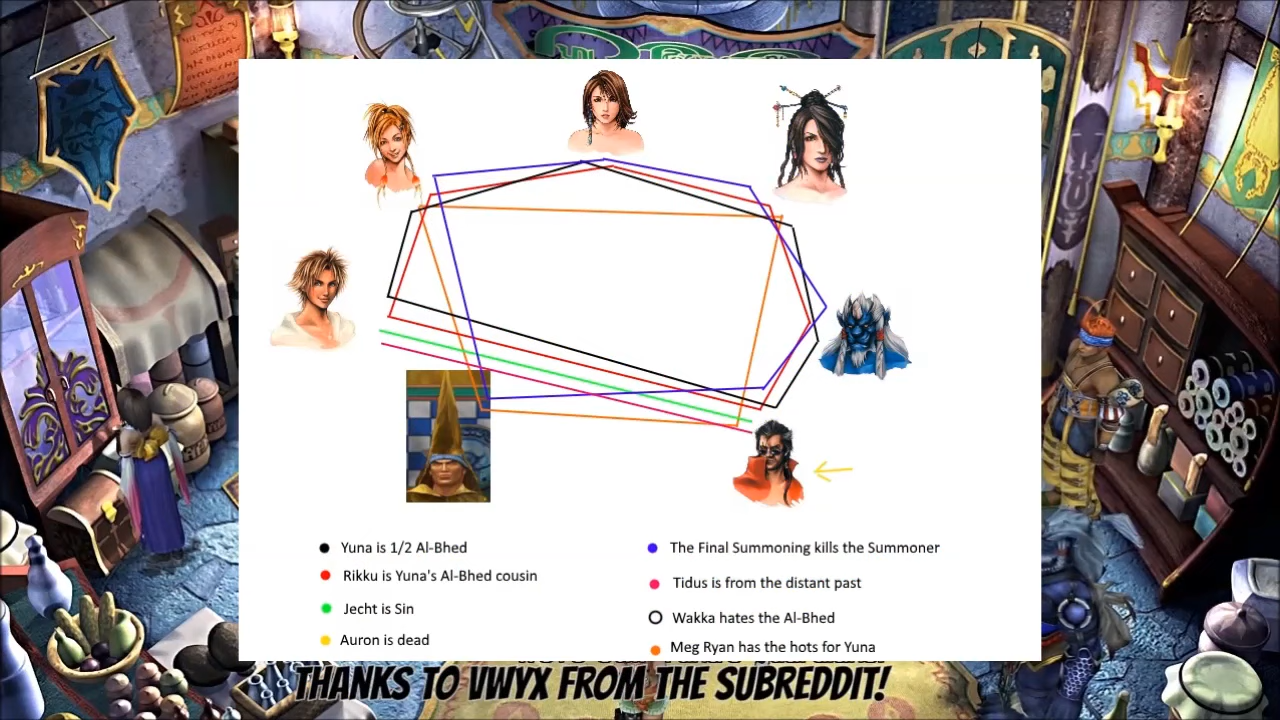 Yuna is 1/2 Al-Bhed
Rikku is Yuna's Al-Bhed cousin
Jecht is Sin
Auron is dead
The Final Summoning kills the Summoner
Tidus is from the distant past
Wakka hates the Al-Bhed
Meg Ryan has the hots for Yuna
THANKS TO VWYX FROM THE SUBREDDIT!